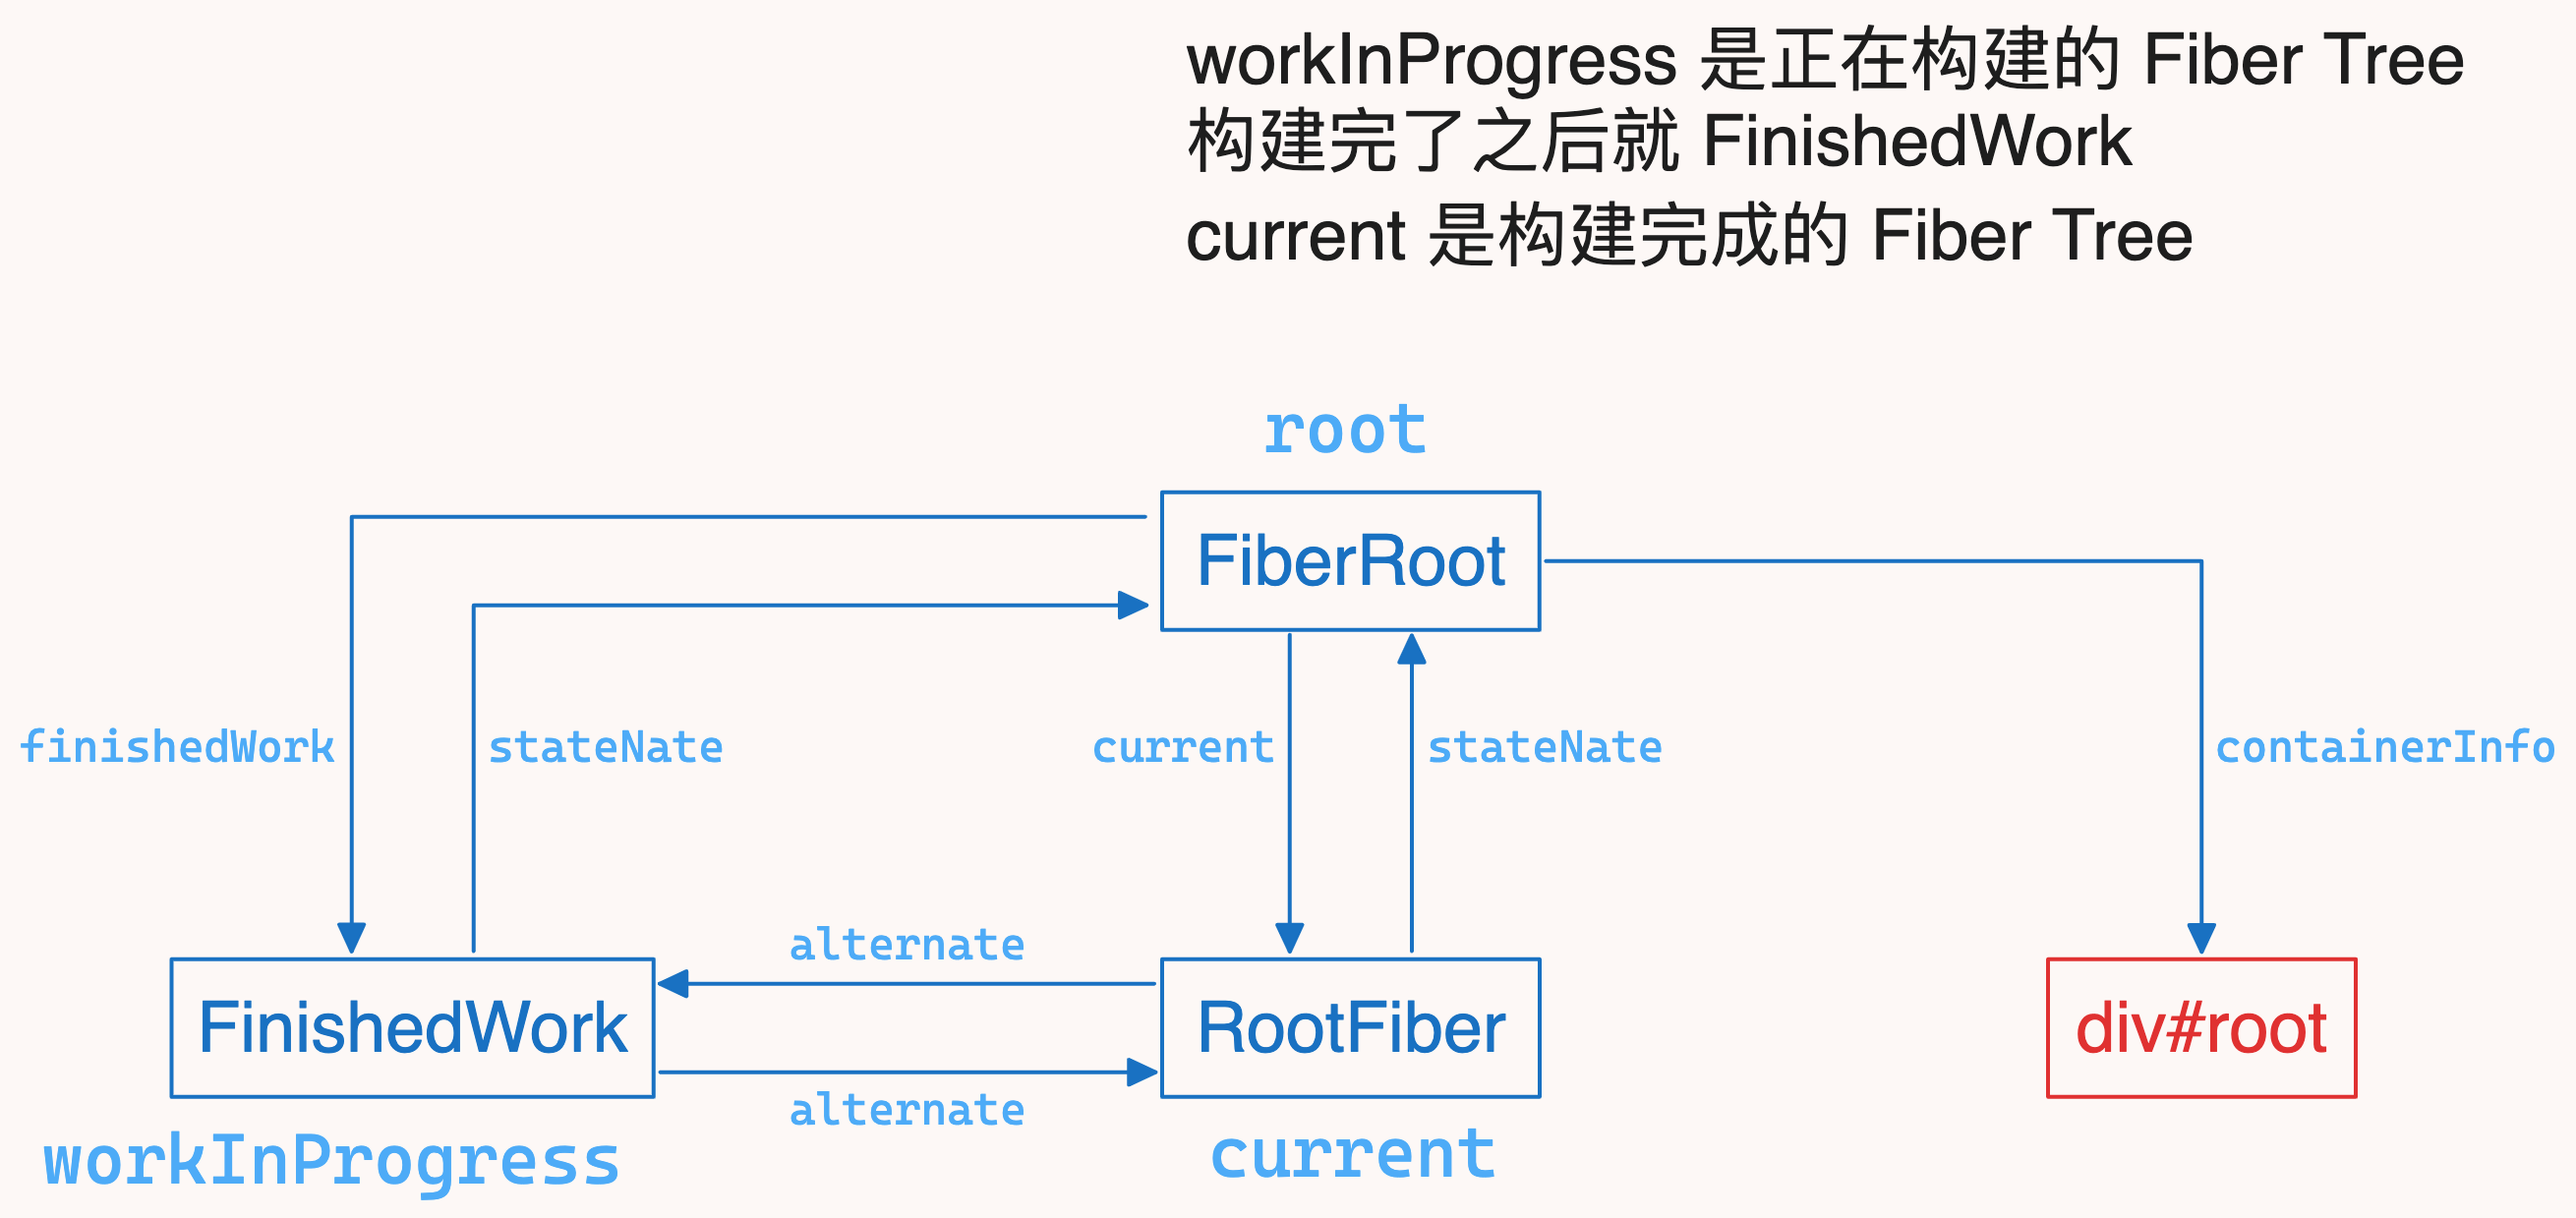 workInProgress 是正在构建的 Fiber Tree
构建完了之后就 FinishedWork
current 是构建完成的 Fiber Tree
root
FiberRoot
finishedWork
stateNate
current
stateNate
containerInfo
alternate
FinishedWork
RootFiber
div#root
alternate
workInProgress
current